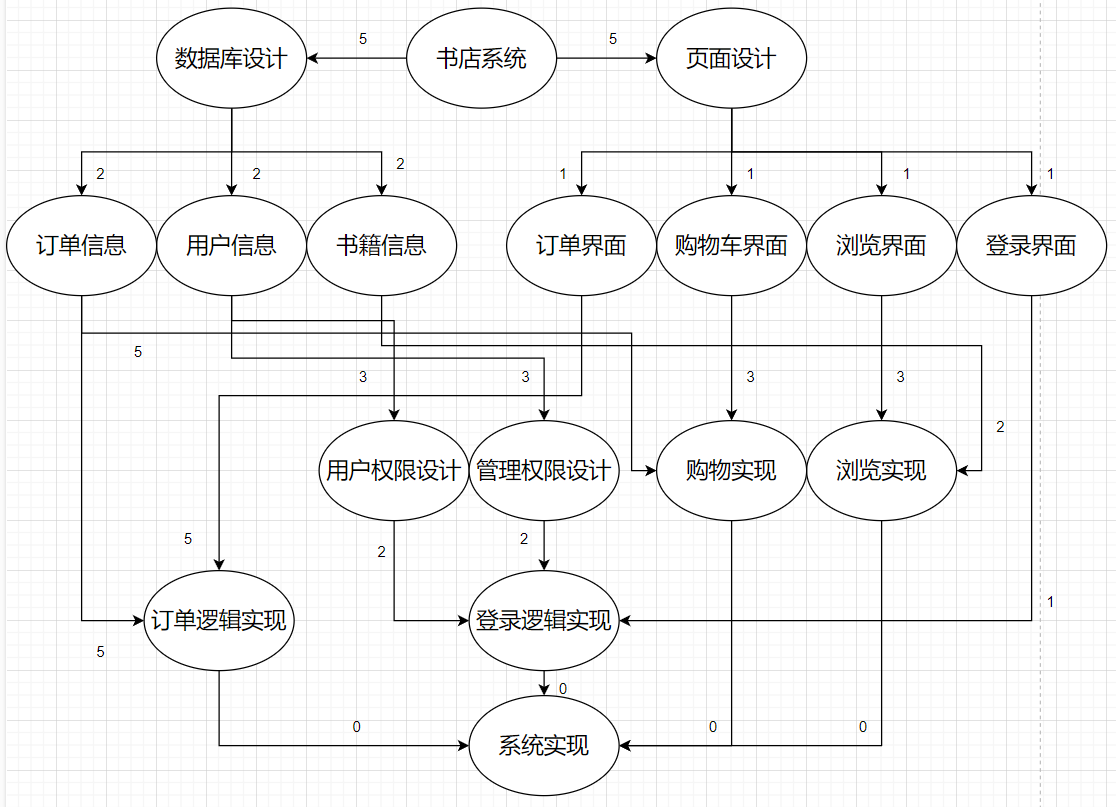 5
5
数据库设计
书店系统
页面设计
2
2
2
1
1
1
1
订单信息
用户信息
书籍信息
订单界面
购物车界面
浏览界面
登录界面
5
3
3
3
3
2
用户权限设计
管理权限设计
购物实现
浏览实现
5
2
2
1
订单逻辑实现
登录逻辑实现
5
0
0
0
0
系统实现